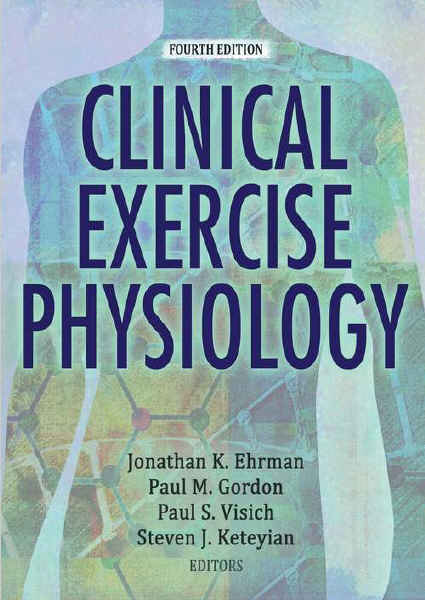 FOURTH EDITION
CLINICAL
EXERCISE
PHYSIOLOGY
Jonathan K. Ehrman
Paul M. Gordon
Paul S. Visich
Steven J. Keteyian
EDITORS